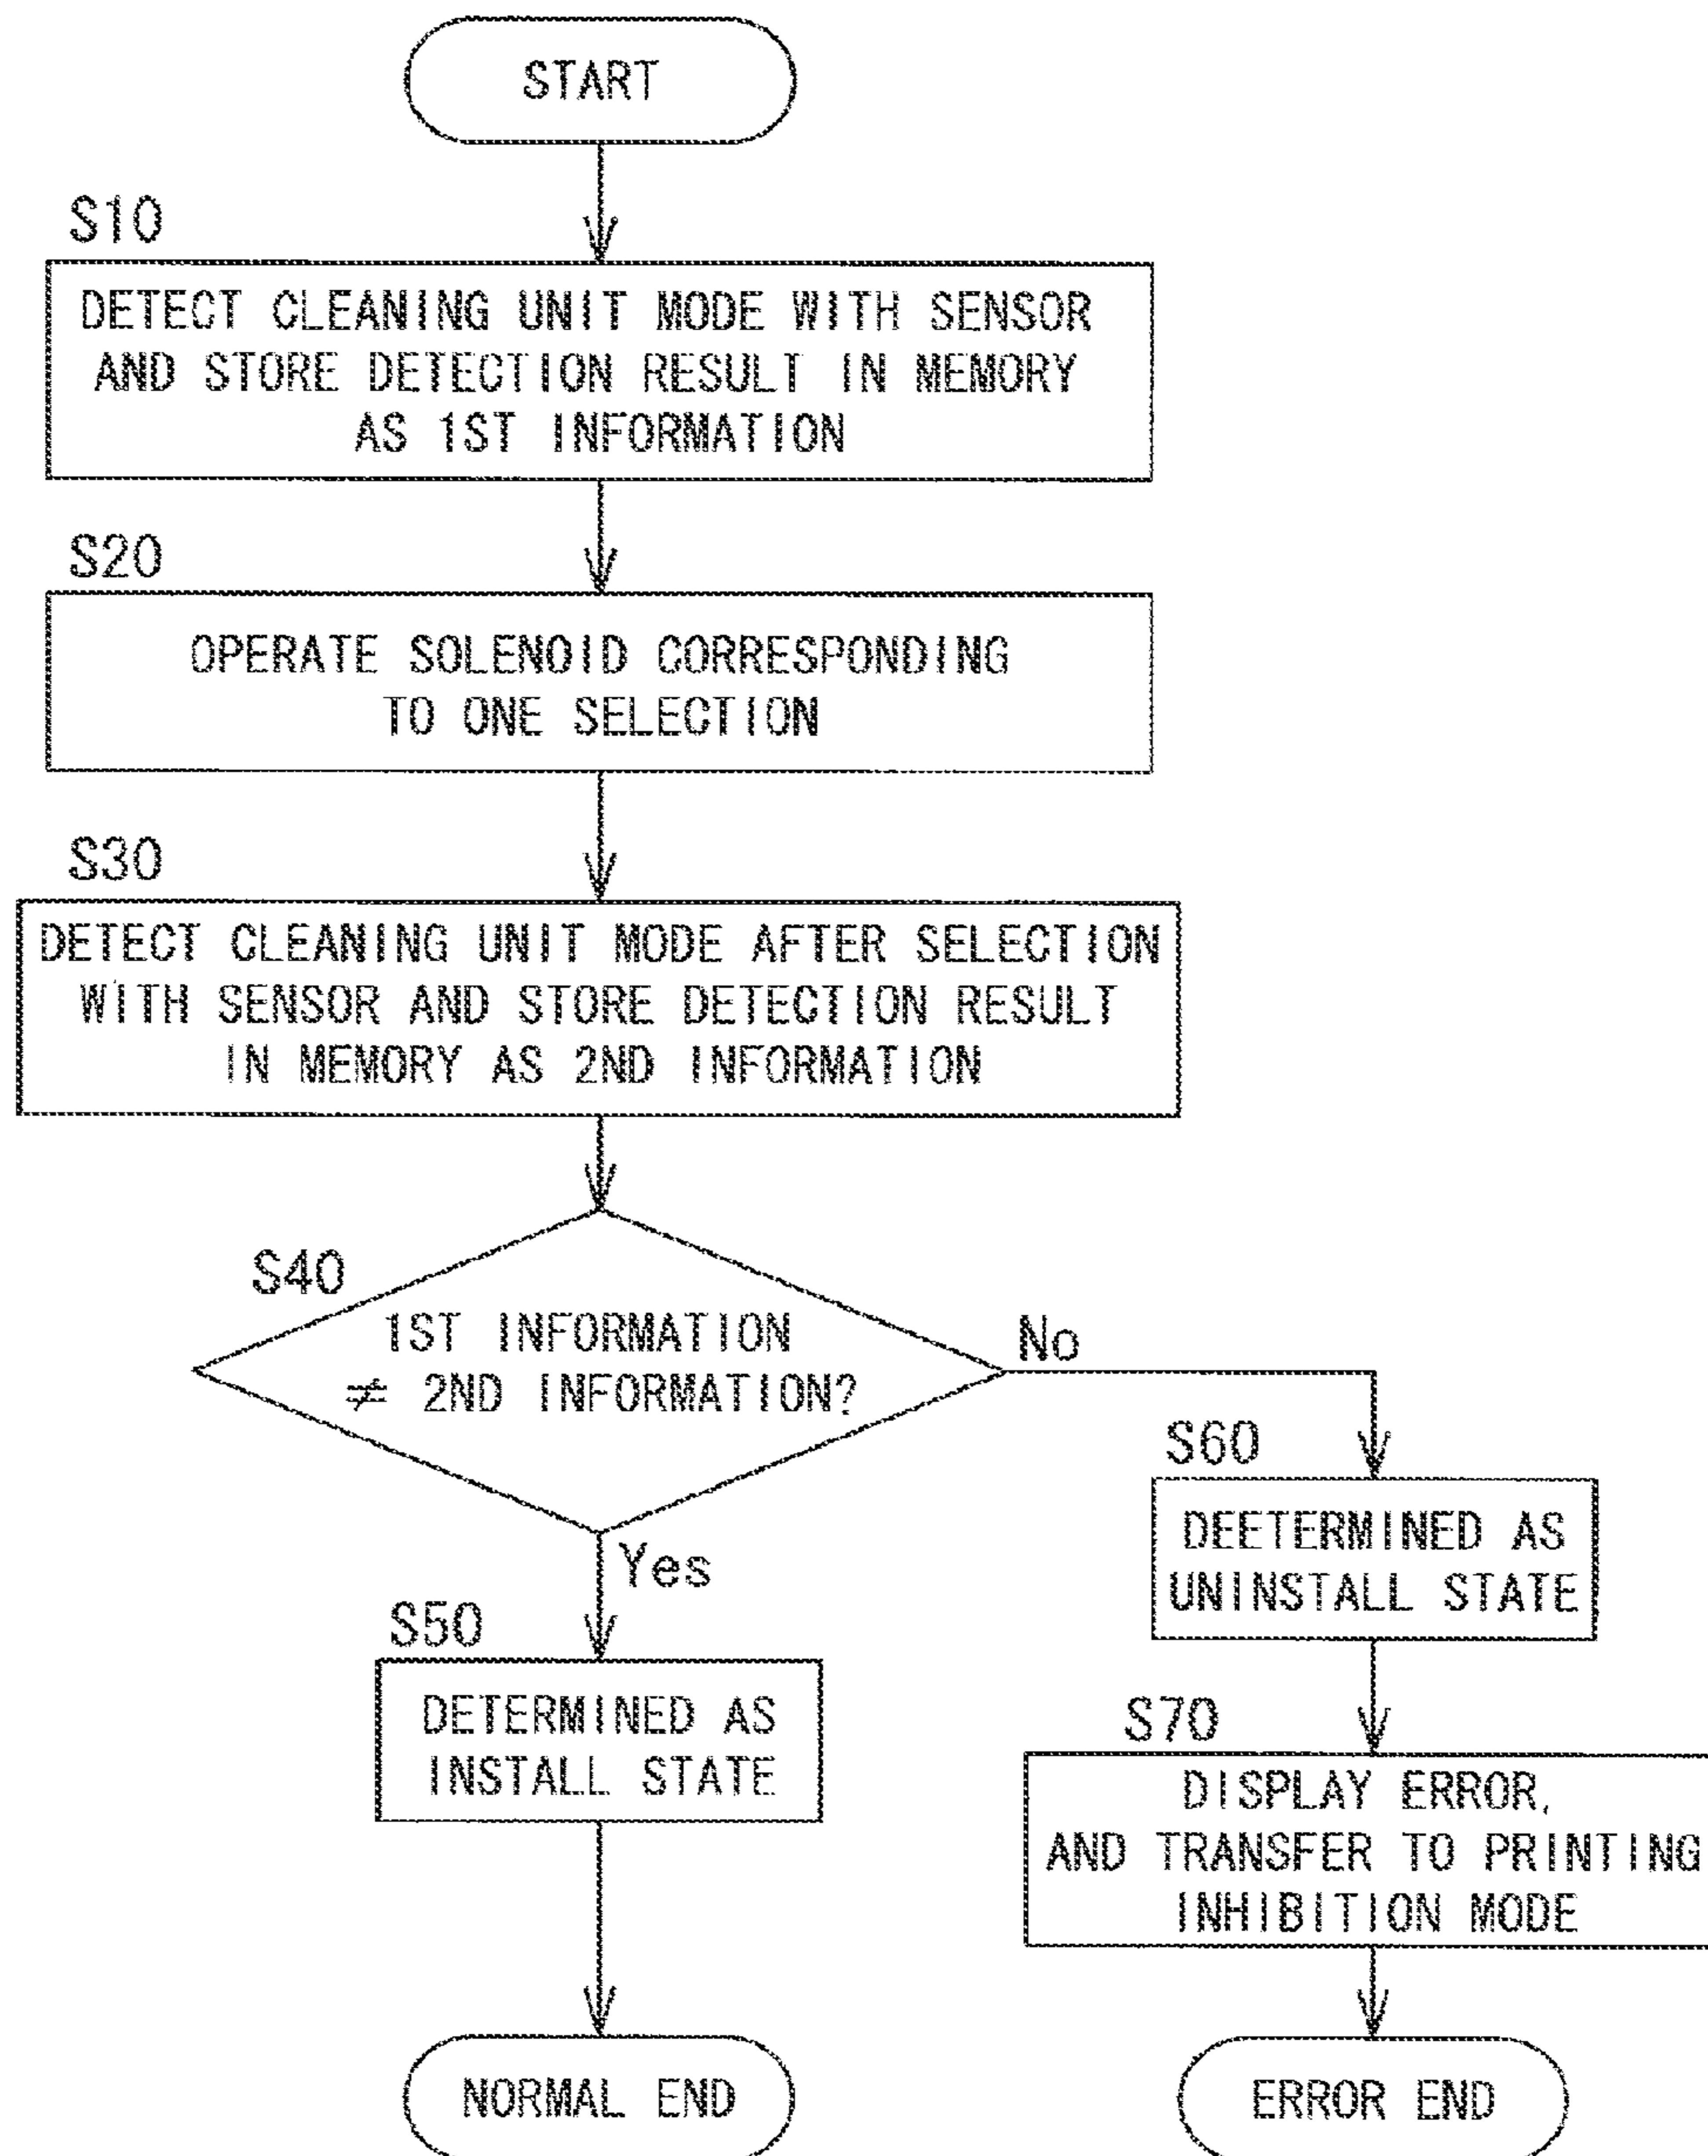 START
S10
DETECT CLEANING UNIT MODE WITH SENSOR
AND STORE DETECTION RESULT IN MEMORY
AS 1ST INFORMATION
S20
OPERATE SOLENOID CORRESPONDING
TO ONE SELECTION
S30
DETECT CLEANING UNIT MODE AFTER SELECTION
WITH SENSOR AND STORE DETECTION RESULT
IN MEMORY AS 2ND INFORMATION
S40
1ST INFORMATION
≠ 2ND INFORMATION?
No
Yes
S50
DETERMINED AS
INSTALL STATE
NORMAL END
S60
DEETERMINED AS
UNINSTALL STATE
S70
DISPLAY ERROR,
AND TRANSFER TO PRINTING
INHIBITION MODE
ERROR END